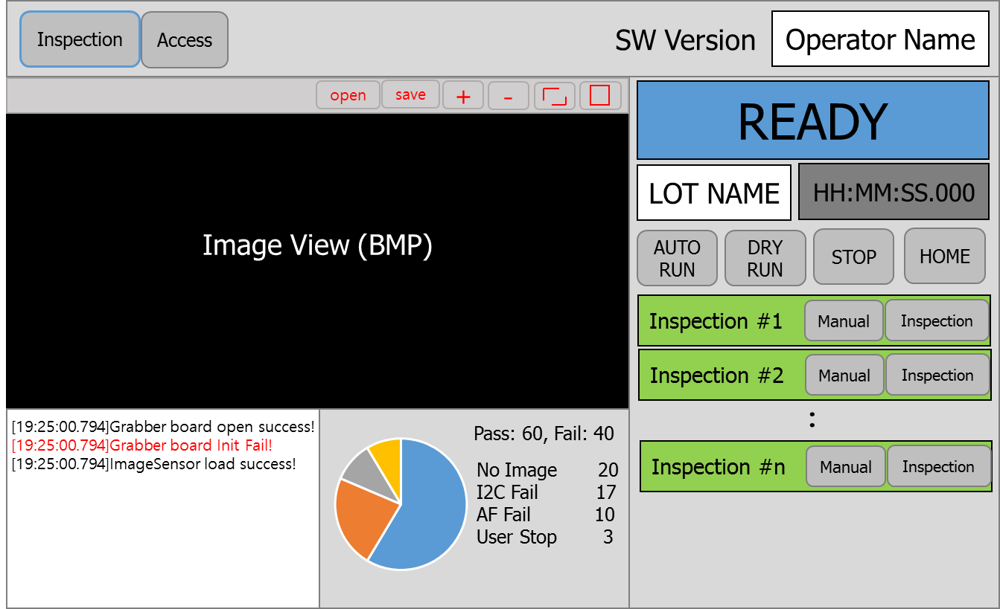 Inspection
Access
SW Version
Operator Name
open
save
+
-
READY
Image View (BMP)
LOT NAME
HH:MM:SS.000
AUTO
RUN
DRY
RUN
STOP
HOME
Inspection #1
Manual
Inspection
Inspection #2
Manual
Inspection
:
Inspection #n
Manual
Inspection
[19:25:00.794]Grabber board open success!
[19:25:00.794]Grabber board Init Fail!
[19:25:00.794]ImageSensor load success!
Pass: 60, Fail: 40
No Image 20
I2C Fail 17
AF Fail 10
User Stop 3